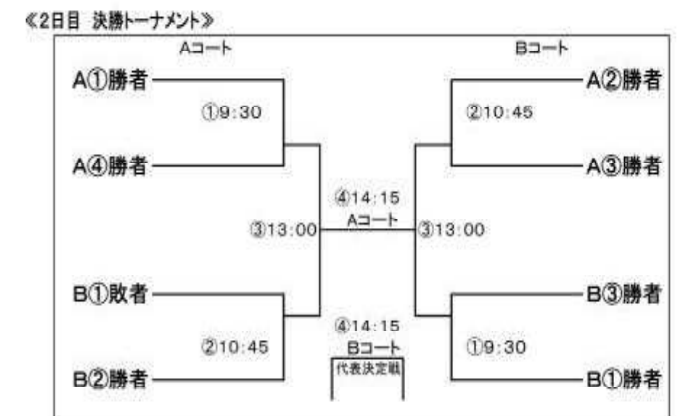 ≪2日目 決勝トーナメント≫
Aコート Bコート
A①勝者 A②勝者
①9:30 ②10:45
A④勝者 A③勝者
④14:15
Aコート
③13:00 ③13:00
B①敗者 B③勝者
④14:15
②10:45 Bコート ①9:30
代表決定戦
B②勝者 B①勝者